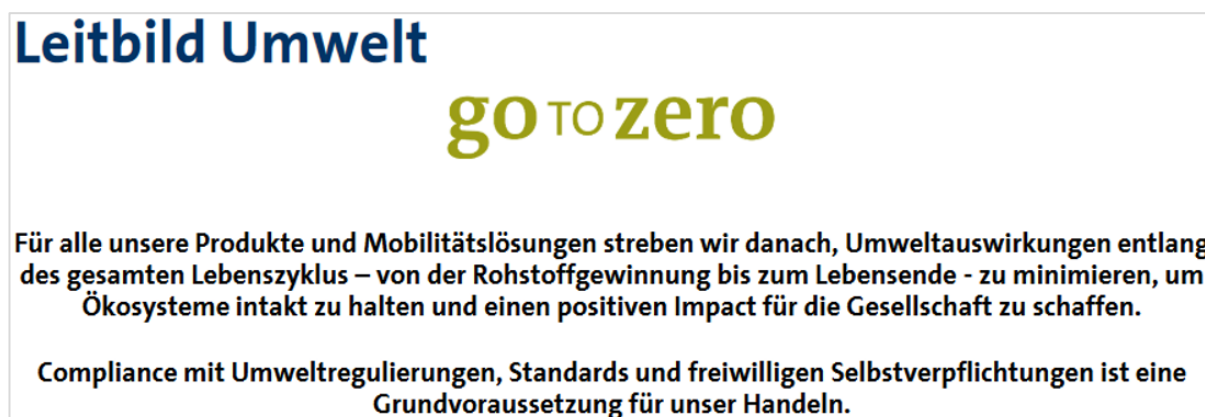 Leitbild Umwelt
go TO zero
Für alle unsere Produkte und Mobilitätslösungen streben wir danach, Umweltauswirkungen entlang
des gesamten Lebenszyklus – von der Rohstoffgewinnung bis zum Lebensende - zu minimieren, um
Ökosysteme intakt zu halten und einen positiven Impact für die Gesellschaft zu schaffen.
Compliance mit Umweltregulierungen, Standards und freiwilligen Selbstverpflichtungen ist eine
Grundvoraussetzung für unser Handeln.